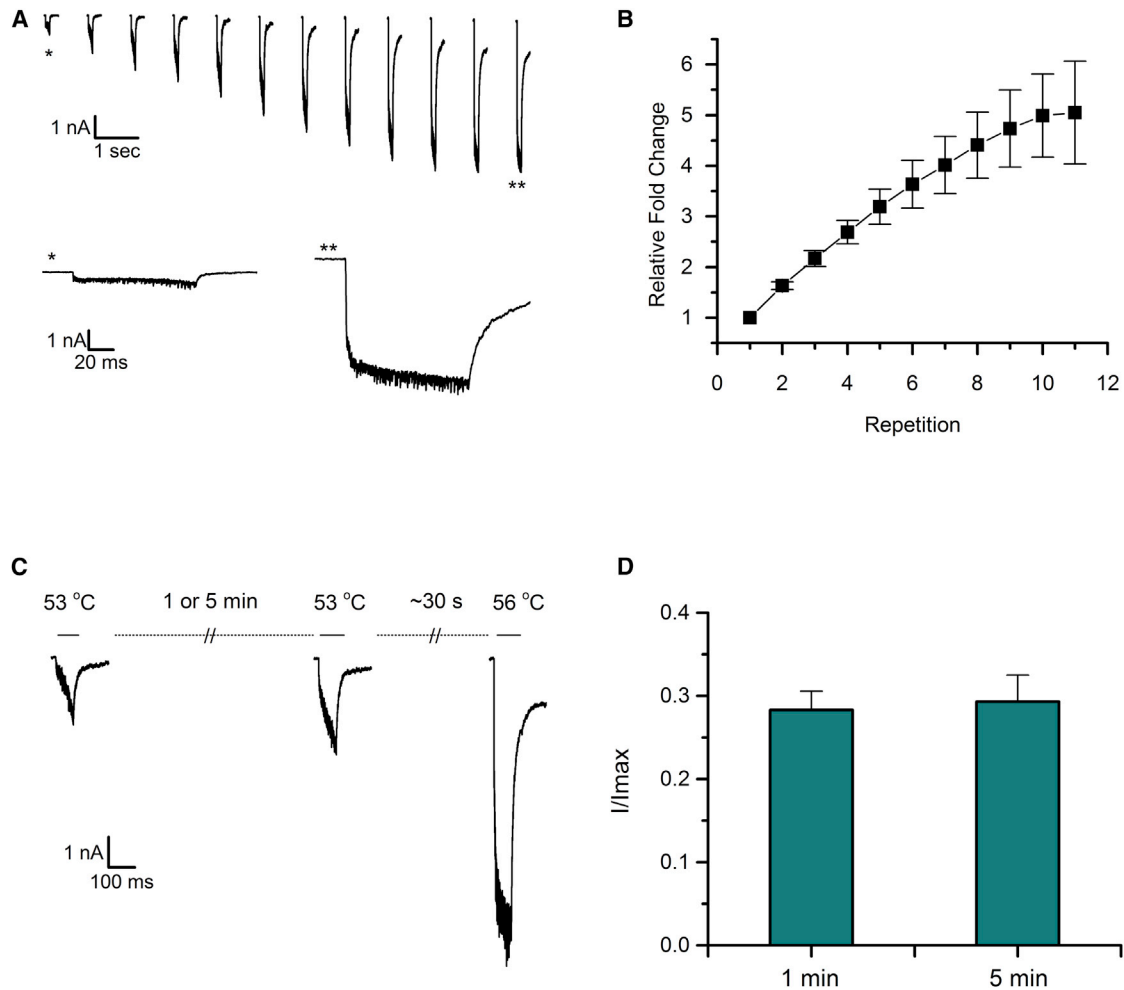 A
*
1 nA
1 sec
**
*
**
1 nA
20 ms
B
Relative Fold Change
6
5
4
3
2
1
0 2 4 6 8 10 12
Repetition
C
53 °C 1 or 5 min 53 °C ~30 s 56 °C
1 nA
100 ms
D
I/Imax
0.4
0.3
0.2
0.1
0.0
1 min 5 min